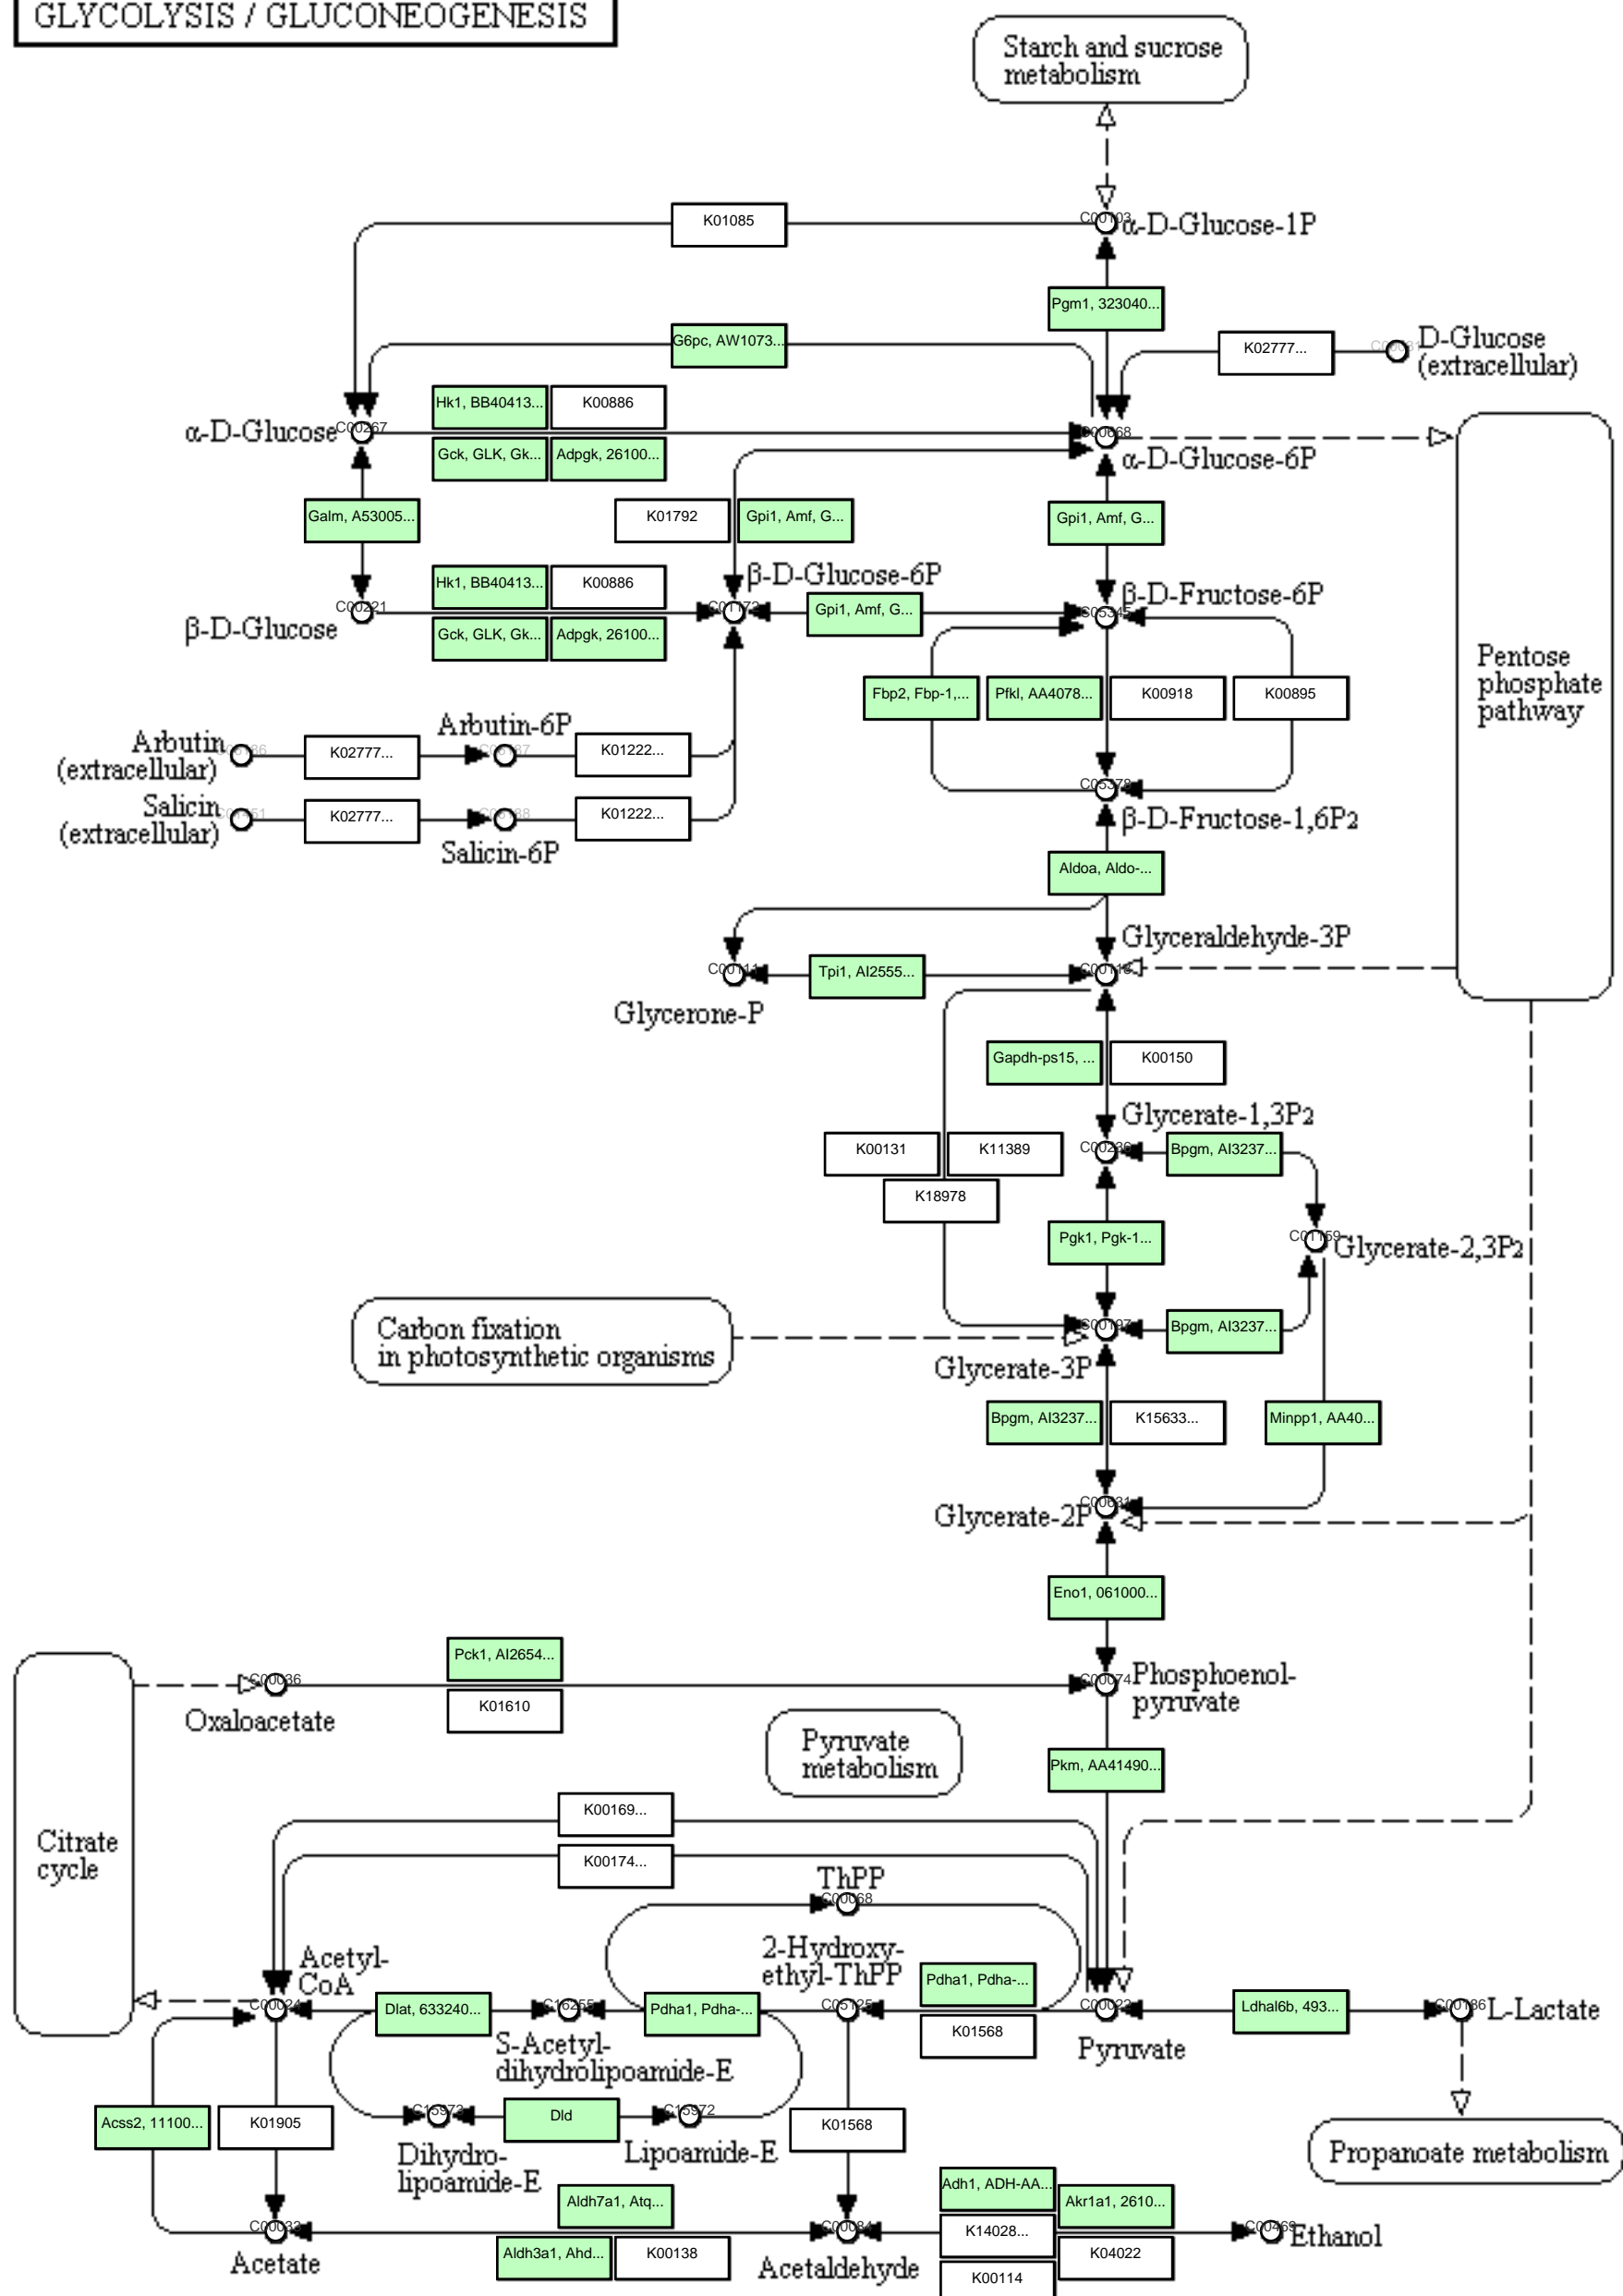 GLYCOLYSIS / GLUCONEOGENESIS
Starch and sucrose
metabolism
K01085
C00103
α-D-Glucose-1P
Pgm1, 323040...
G6pc, AW1073...
K02777...
D-Glucose
(extracellular)
Hk1, BB40413...
K00886
α-D-Glucose
C00267
C00668
Gck, GLK, Gk...
Adpgk, 26100...
α-D-Glucose-6P
Galm, A53005...
K01792
Gpi1, Amf, G...
Gpi1, Amf, G...
Hk1, BB40413...
K00886
β-D-Glucose-6P
β-D-Fructose-6P
C00221
C01172
Gpi1, Amf, G...
C05345
β-D-Glucose
Gck, GLK, Gk...
Adpgk, 26100...
Pentose
phosphate
pathway
Fbp2, Fbp-1,...
Pfkl, AA4078...
K00918
K00895
Arbutin
(extracellular)
C06186
K02777...
Arbutin-6P
C06187
K01222...
C05378
Salicin
(extracellular)
C01451
K02777...
C06188
Salicin-6P
K01222...
β-D-Fructose-1,6P2
Aldoa, Aldo-...
Glyceraldehyde-3P
C00111
Tpi1, AI2555...
C00118
Glycerone-P
Gapdh-ps15, ...
K00150
Glycerate-1,3P2
K00131
K11389
C00236
Bpgm, AI3237...
K18978
Pgk1, Pgk-1...
C01159
Glycerate-2,3P2
Carbon fixation
in photosynthetic organisms
C00197
Bpgm, AI3237...
Glycerate-3P
Bpgm, AI3237...
K15633...
Minpp1, AA40...
C00631
Glycerate-2P
Eno1, 061000...
Pck1, AI2654...
C00036
C00074
Phosphoenol-
pyruvate
K01610
Oxaloacetate
Pyruvate
metabolism
Pkm, AA41490...
K00169...
Citrate
cycle
K00174...
ThPP
C00068
Acetyl-
CoA
2-Hydroxy-
ethyl-ThPP
Pdha1, Pdha-...
C00024
Dlat, 633240...
C16255
Pdha1, Pdha-...
C05125
C00022
Ldhal6b, 493...
C00186
L-Lactate
S-Acetyl-
dihydrolipoamide-E
K01568
Pyruvate
Acss2, 11100...
K01905
C15973
Dld
C15972
K01568
Dihydro-
lipoamide-E
Lipoamide-E
Propanoate metabolism
Adh1, ADH-AA...
Aldh7a1, Atq...
Akr1a1, 2610...
C00033
C00084
K14028...
C00469
Ethanol
Acetate
Aldh3a1, Ahd...
K00138
Acetaldehyde
K04022
K00114